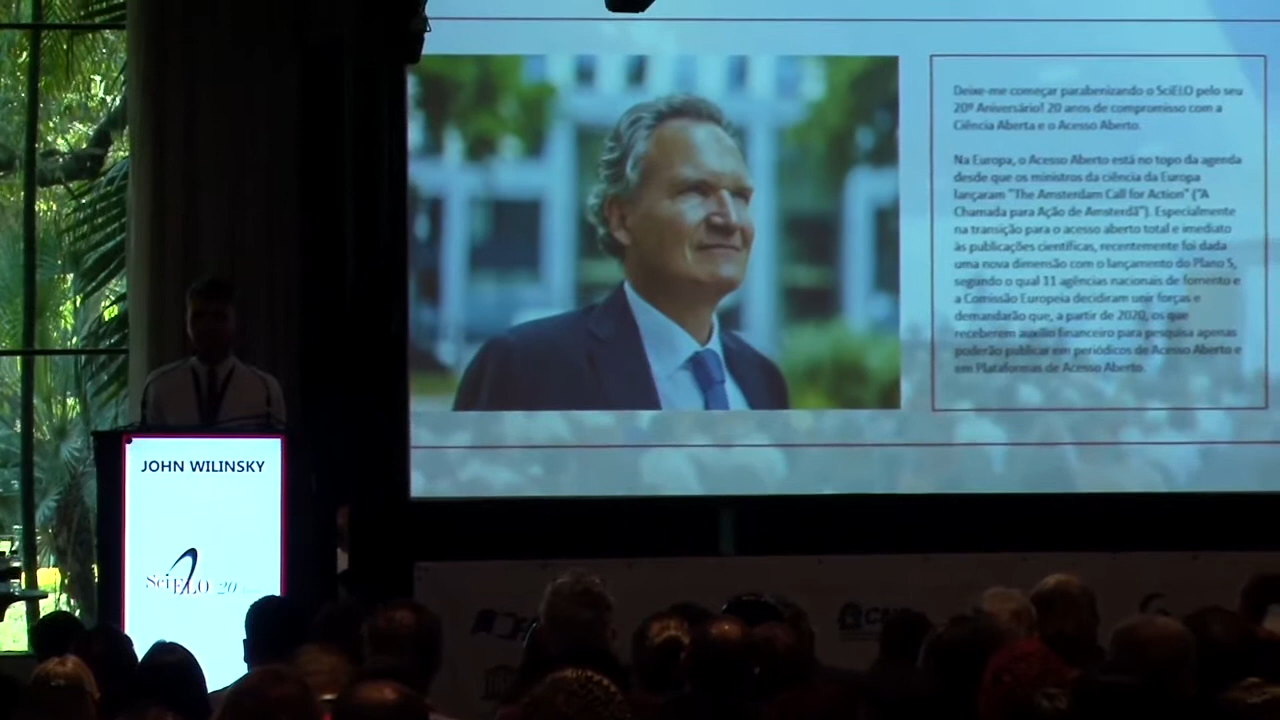 Deixe-me começar parabenizando o SciELO pelo seu
20º Aniversário! 20 anos de compromisso com a
Ciência Aberta e o Acesso Aberto.
Na Europa, o Acesso Aberto está no topo da agenda
desde que os ministros da ciência da Europa
lançaram "The Amsterdam Call for Action" ("A
Chamada para Ação de Amsterdã"). Especialmente
na transição para o acesso aberto total e imediato
às publicações científicas, recentemente foi dada
uma nova dimensão com o lançamento do Plano S,
segundo o qual 11 agências nacionais de fomento e
a Comissão Europeia decidiram unir forças e
demandarão que, a partir de 2020, os que
receberem auxílio financeiro para pesquisa apenas
poderão publicar em periódicos de Acesso Aberto e
em Plataformas de Acesso Aberto.
JOHN WILINSKY
SciELO 20